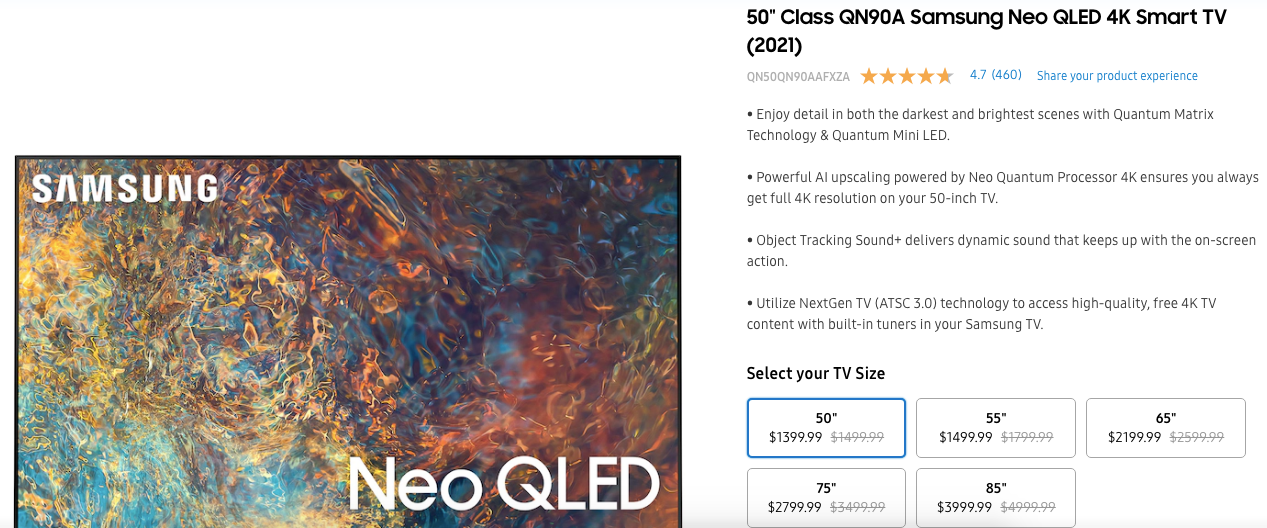 SAMSUNG
Neo QLED
50" Class QN90A Samsung Neo QLED 4K Smart TV
(2021)
QN50QN90AAFXZA 4.7 (460) Share your product experience
• Enjoy detail in both the darkest and brightest scenes with Quantum Matrix
Technology & Quantum Mini LED.
• Powerful AI upscaling powered by Neo Quantum Processor 4K ensures you always
get full 4K resolution on your 50-inch TV.
• Object Tracking Sound+ delivers dynamic sound that keeps up with the on-screen
action.
• Utilize NextGen TV (ATSC 3.0) technology to access high-quality, free 4K TV
content with built-in tuners in your Samsung TV.
Select your TV Size
50"
$1399.99 $1499.99
55"
$1499.99 $1799.99
65"
$2199.99 $2599.99
75"
$2799.99 $3499.99
85"
$3999.99 $4999.99